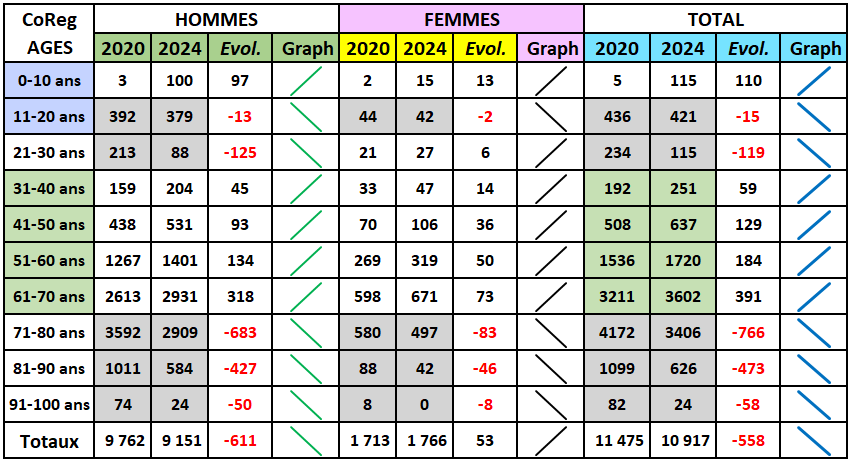 CoReg AGES HOMMES FEMMES TOTAL
2020 2024 Evol. Graph 2020 2024 Evol. Graph 2020 2024 Evol. Graph
0-10 ans 3 100 97 2 15 13 5 115 110
11-20 ans 392 379 -13 44 42 -2 436 421 -15
21-30 ans 213 88 -125 21 27 6 234 115 -119
31-40 ans 159 204 45 33 47 14 192 251 59
41-50 ans 438 531 93 70 106 36 508 637 129
51-60 ans 1267 1401 134 269 319 50 1536 1720 184
61-70 ans 2613 2931 318 598 671 73 3211 3602 391
71-80 ans 3592 2909 -683 580 497 -83 4172 3406 -766
81-90 ans 1011 584 -427 88 42 -46 1099 626 -473
91-100 ans 74 24 -50 8 0 -8 82 24 -58
Totaux 9 762 9 151 -611 1 713 1 766 53 11 475 10 917 -558